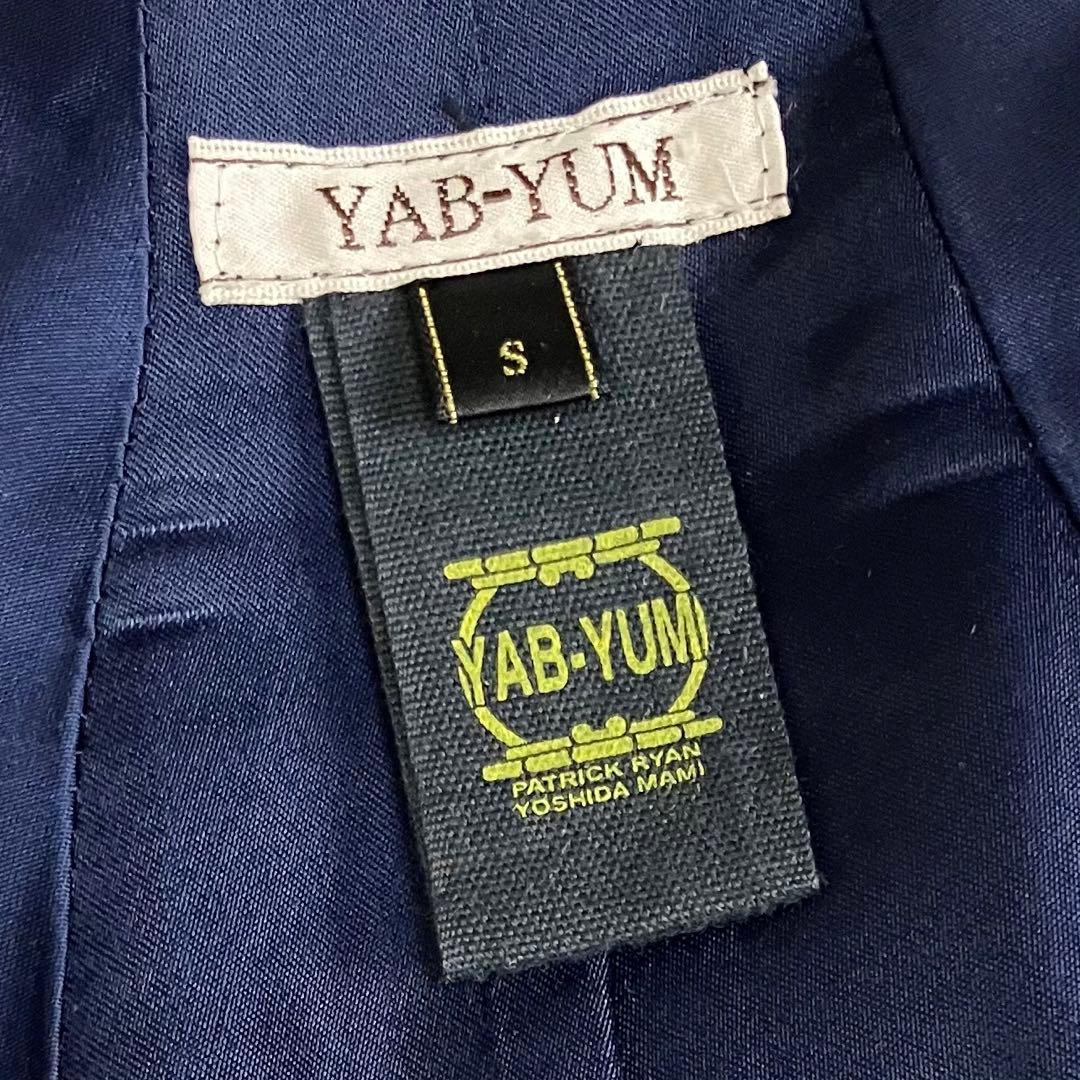 YAB-YUM
S
YAB-YUM
PATRICK RYAN
YOSHIDA MAMI